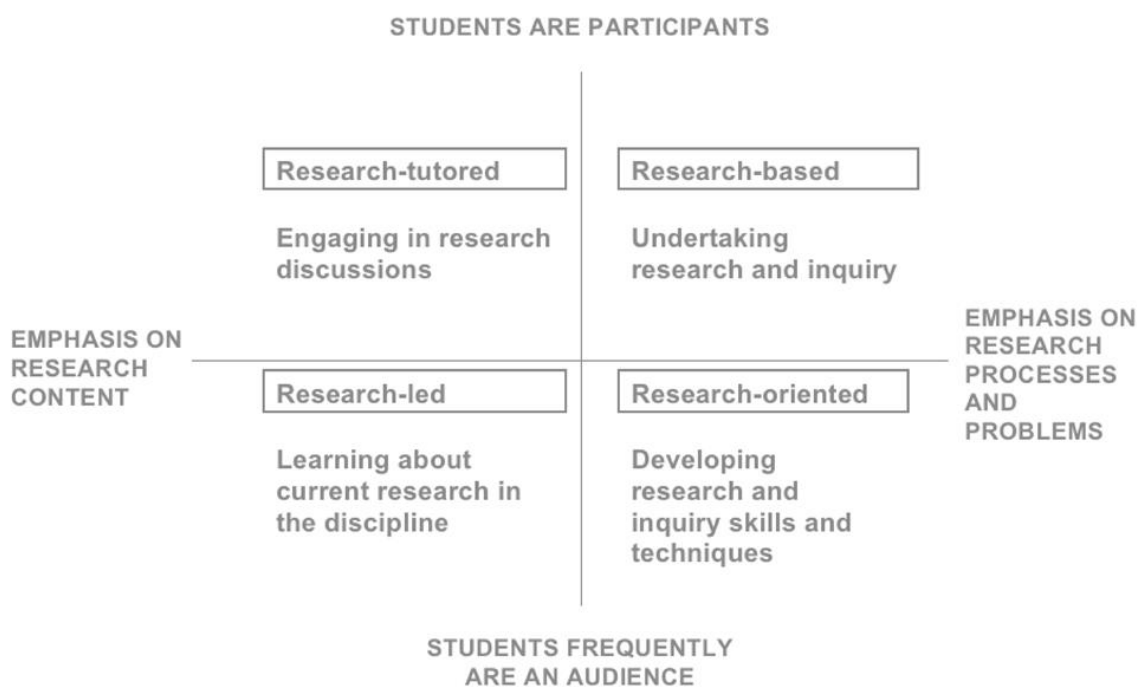 STUDENTS ARE PARTICIPANTS
Research-tutored
Engaging in research
discussions
Research-based
Undertaking
research and inquiry
EMPHASIS ON
RESEARCH
CONTENT
EMPHASIS ON
RESEARCH
PROCESSES
AND
PROBLEMS
Research-led
Learning about
current research in
the discipline
Research-oriented
Developing
research and
inquiry skills and
techniques
STUDENTS FREQUENTLY
ARE AN AUDIENCE